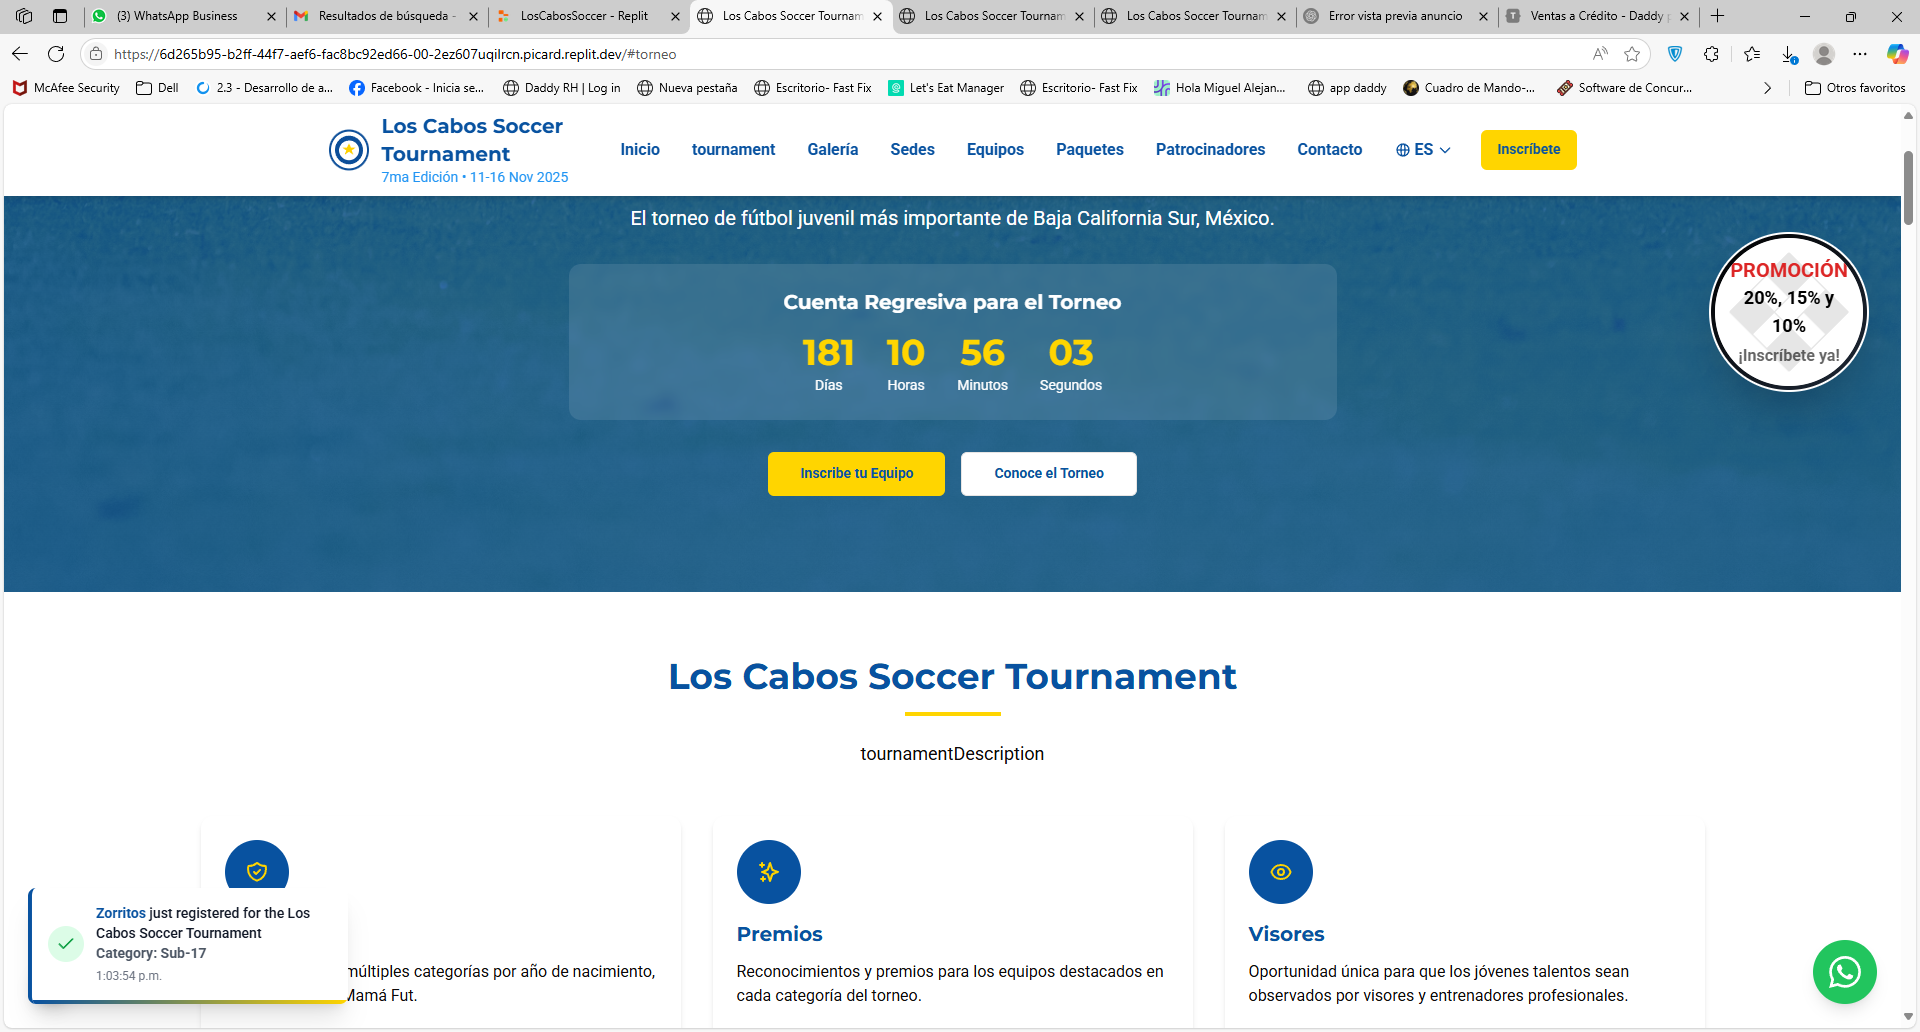 (3) WhatsApp Business
Resultados de búsqueda -
LosCabosSoccer - Replit
Los Cabos Soccer Tournam
Los Cabos Soccer Tournam
Los Cabos Soccer Tournam
Error vista previa anuncio
Ventas a Crédito - Daddy
https://6d265b95-b2ff-44f7-aef6-fac8bc92ed66-00-2ez607uqilrcn.picard.replit.dev/#torneo
McAfee Security
Dell
2.3 - Desarrollo de a...
Facebook - Inicia se...
Daddy RH | Log in
Nueva pestaña
Escritorio- Fast Fix
Let's Eat Manager
Escritorio- Fast Fix
Hola Miguel Alejan...
app daddy
Cuadro de Mando-...
Software de Concur...
Otros favoritos
Los Cabos Soccer
Tournament
7ma Edición • 11-16 Nov 2025
Inicio
tournament
Galería
Sedes
Equipos
Paquetes
Patrocinadores
Contacto
ES
Inscríbete
El torneo de fútbol juvenil más importante de Baja California Sur, México.
Cuenta Regresiva para el Torneo
181 10 56 03
Días Horas Minutos Segundos
Inscribe tu Equipo
Conoce el Torneo
PROMOCIÓN
20%, 15% y
10%
¡Inscríbete ya!
Los Cabos Soccer Tournament
tournamentDescription
múltiples categorías por año de nacimiento,
Mamá Fut.
Premios
Reconocimientos y premios para los equipos destacados en
cada categoría del torneo.
Visores
Oportunidad única para que los jóvenes talentos sean
observados por visores y entrenadores profesionales.
Zorritos just registered for the Los
Cabos Soccer Tournament
Category: Sub-17
1:03:54 p.m.